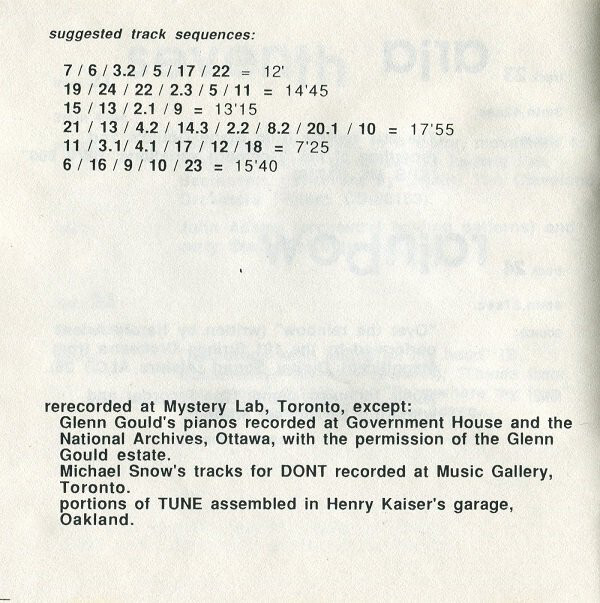 suggested track sequences:
7 / 6 / 3.2 / 5 / 17 / 22 = 12'
19 / 24 / 22 / 2.3 / 5 / 11 = 14'45
15 / 13 / 2.1 / 9 = 13'15
21 / 13 / 4.2 / 14.3 / 2.2 / 8.2 / 20.1 / 10 = 17'55
11 / 3.1/ 4.1 / 17 / 12 / 18 = 7'25
6 / 16 / 9 / 10 / 23 = 15'40
aria
24
rainbow
rerecorded at Mystery Lab, Toronto, except:
Glenn Gould's pianos recorded at Government House and the
National Archives, Ottawa, with the permission of the Glenn
Gould estate.
Michael Snow's tracks for DONT recorded at Music Gallery,
Toronto.
portions of TUNE assembled in Henry Kaiser's garage,
Oakland.